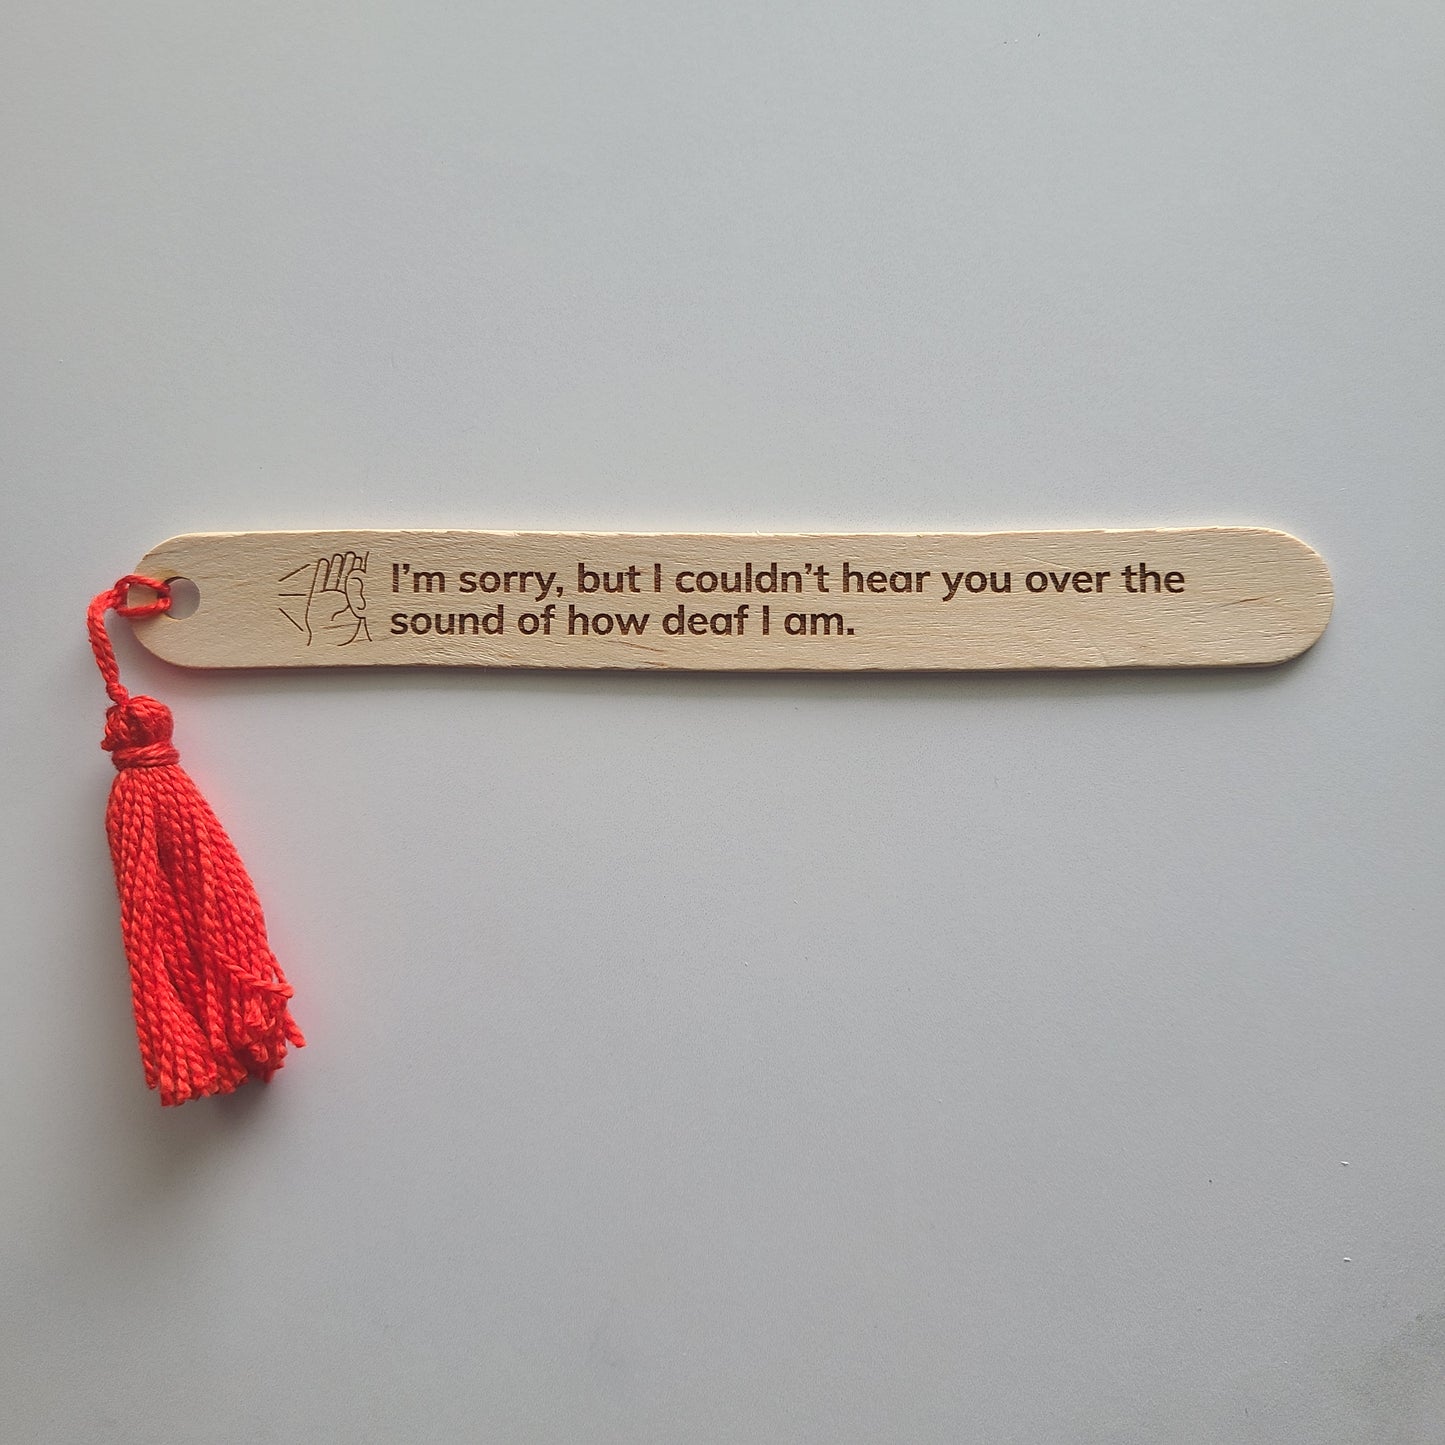 I’m sorry, but I couldn’t hear you over the
sound of how deaf I am.